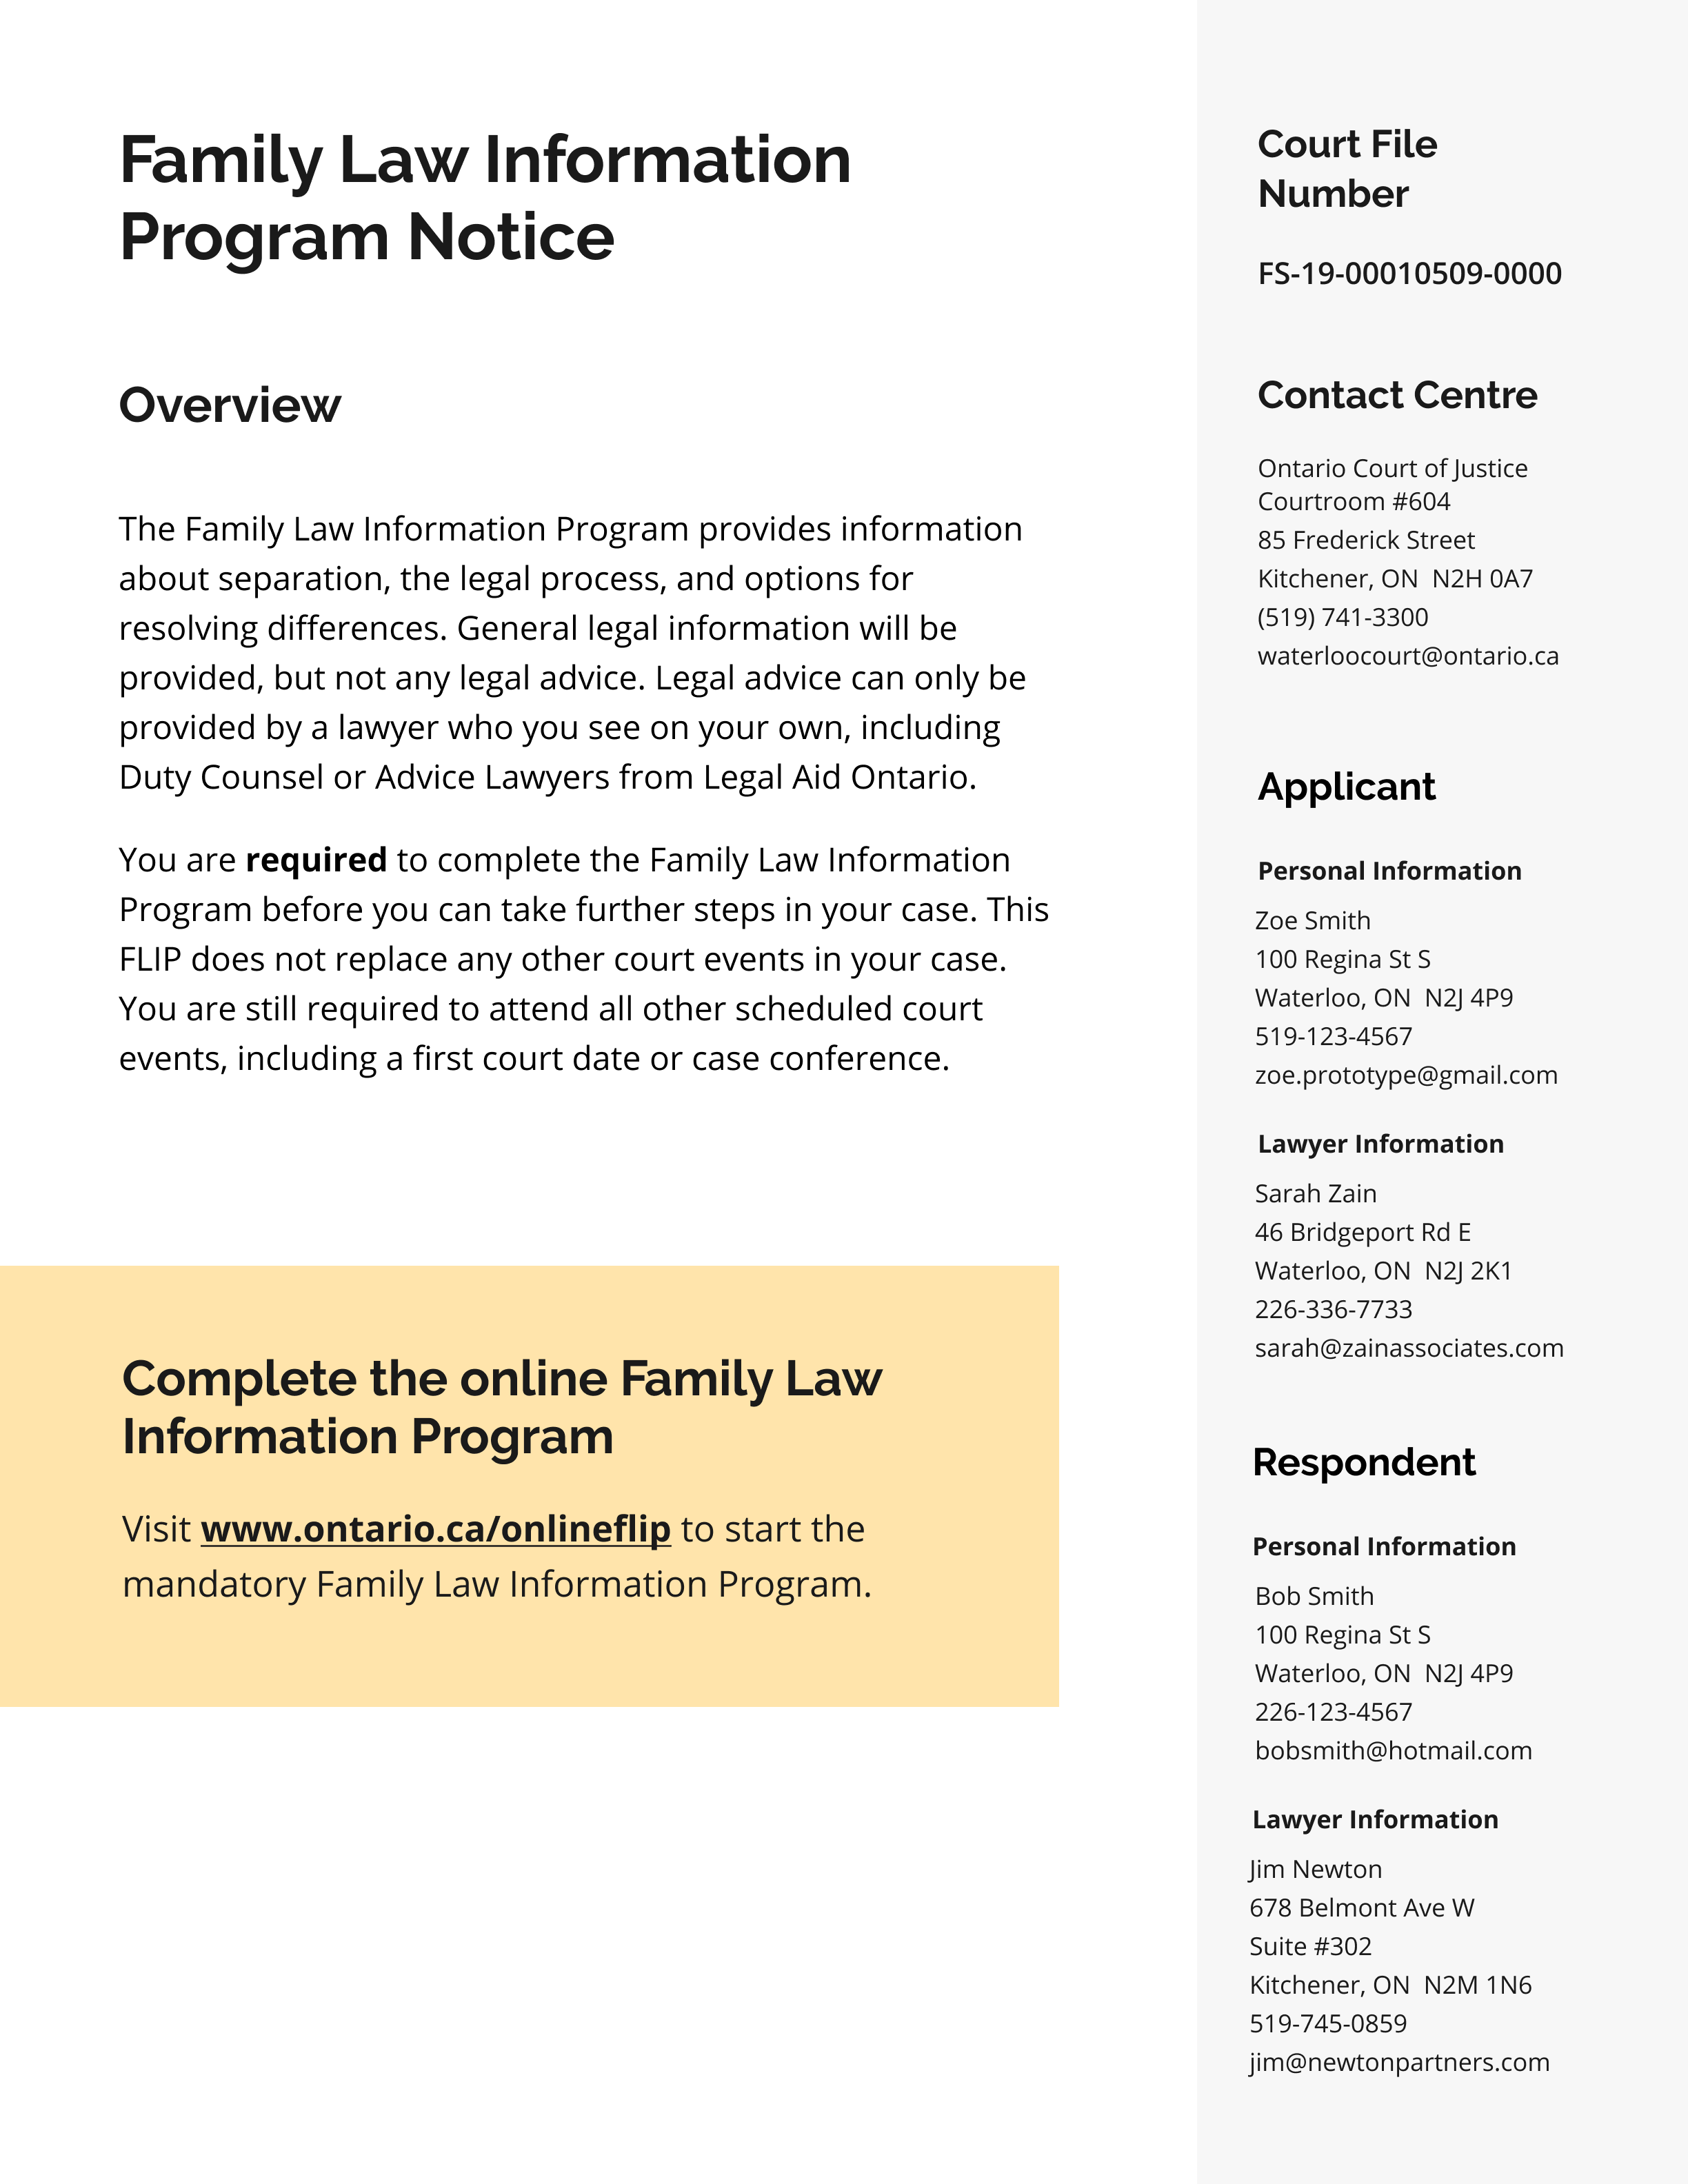 Family Law Information
Program Notice
Overview
The Family Law Information Program provides information
about separation, the legal process, and options for
resolving differences. General legal information will be
provided, but not any legal advice. Legal advice can only be
provided by a lawyer who you see on your own, including
Duty Counsel or Advice Lawyers from Legal Aid Ontario.
You are required to complete the Family Law Information
Program before you can take further steps in your case. This
FLIP does not replace any other court events in your case.
You are still required to attend all other scheduled court
events, including a first court date or case conference.
Complete the online Family Law
Information Program
Visit www.ontario.ca/onlineflip to start the
mandatory Family Law Information Program.
Court File
Number
FS-19-00010509-0000
Contact Centre
Ontario Court of Justice
Courtroom #604
85 Frederick Street
Kitchener, ON  N2H 0A7
(519) 741-3300
waterloocourt@ontario.ca
Applicant
Personal Information
Zoe Smith
100 Regina St S
Waterloo, ON  N2J 4P9
519-123-4567
zoe.prototype@gmail.com
Lawyer Information
Sarah Zain
46 Bridgeport Rd E
Waterloo, ON  N2J 2K1
226-336-7733
sarah@zainassociates.com
Respondent
Personal Information
Bob Smith
100 Regina St S
Waterloo, ON  N2J 4P9
226-123-4567
bobsmith@hotmail.com
Lawyer Information
Jim Newton
678 Belmont Ave W
Suite #302
Kitchener, ON  N2M 1N6
519-745-0859
jim@newtonpartners.com